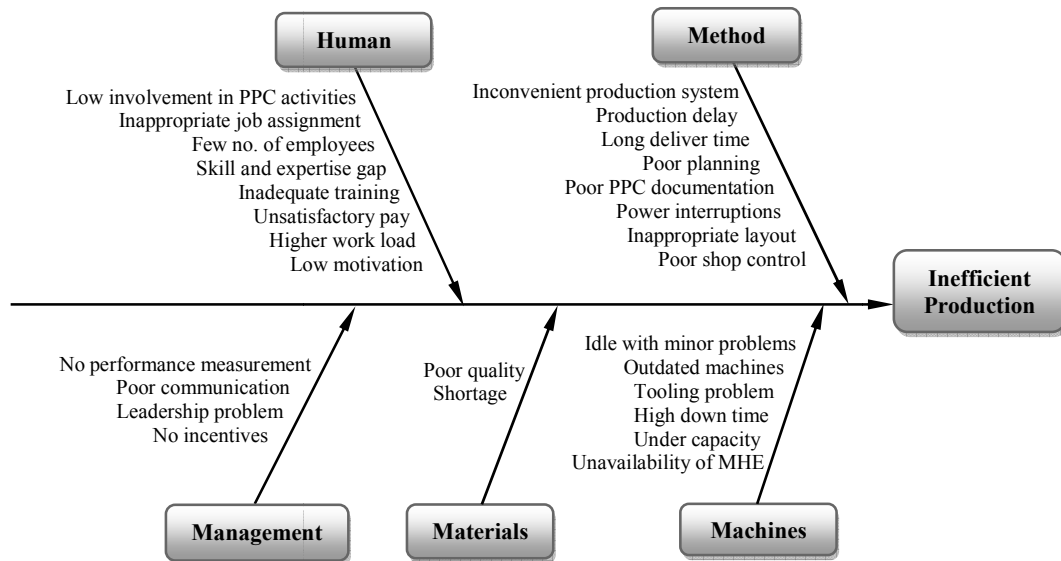 Human
Method
Low involvement in PPC activities
Inappropriate job assignment
Few no. of employees
Skill and expertise gap
Inadequate training
Unsatisfactory pay
Higher work load
Low motivation
Inconvenient production system
Production delay
Long deliver time
Poor planning
Poor PPC documentation
Power interruptions
Inappropriate layout
Poor shop control
Inefficient
Production
No performance measurement
Poor communication
Leadership problem
No incentives
Poor quality
Shortage
Idle with minor problems
Outdated machines
Tooling problem
High down time
Under capacity
Unavailability of MHE
Management
Materials
Machines